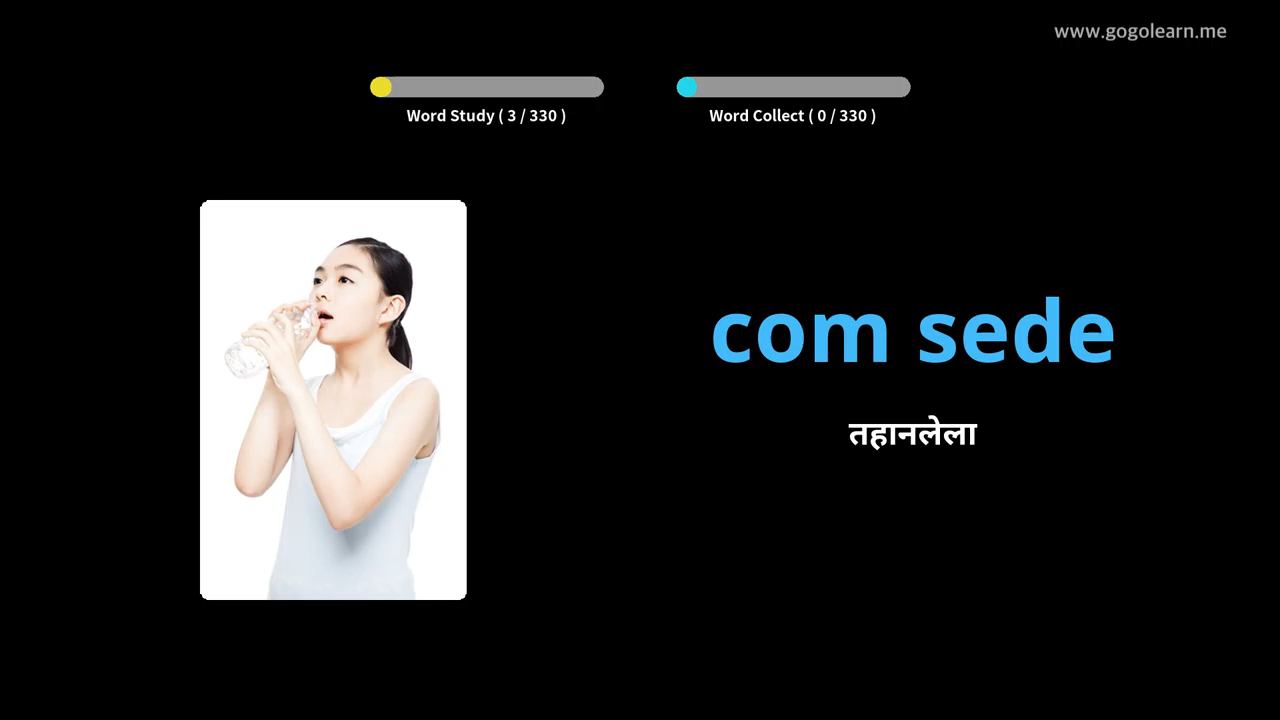 www.gogolearn.me
Word Study ( 3 / 330 )
Word Collect ( 0 / 330 )
com sede
तहानलेला